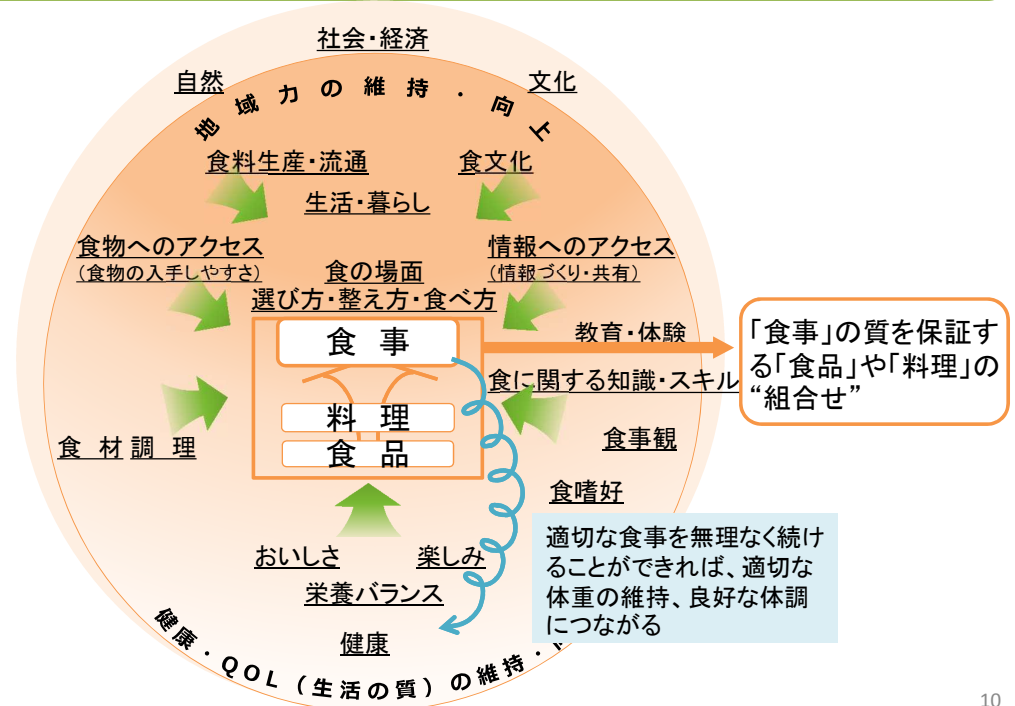 社会・経済
自然
文化
地域力の維持・向上
食料生産・流通
食文化
生活・暮らし
食物へのアクセス
（食物の入手しやすさ）
情報へのアクセス
（情報づくり・共有）
食の場面
選び方・整え方・食べ方
食　事
教育・体験
「食事」の質を保証す
る「食品」や「料理」の
“組合せ”
食に関する知識・スキル
料　理
食　品
食　材
調　理
食事観
食嗜好
おいしさ
楽しみ
栄養バランス
健康
適切な食事を無理なく続け
ることができれば、適切な
体重の維持、良好な体調
につながる
健康・QOL（生活の質）の維持・
10